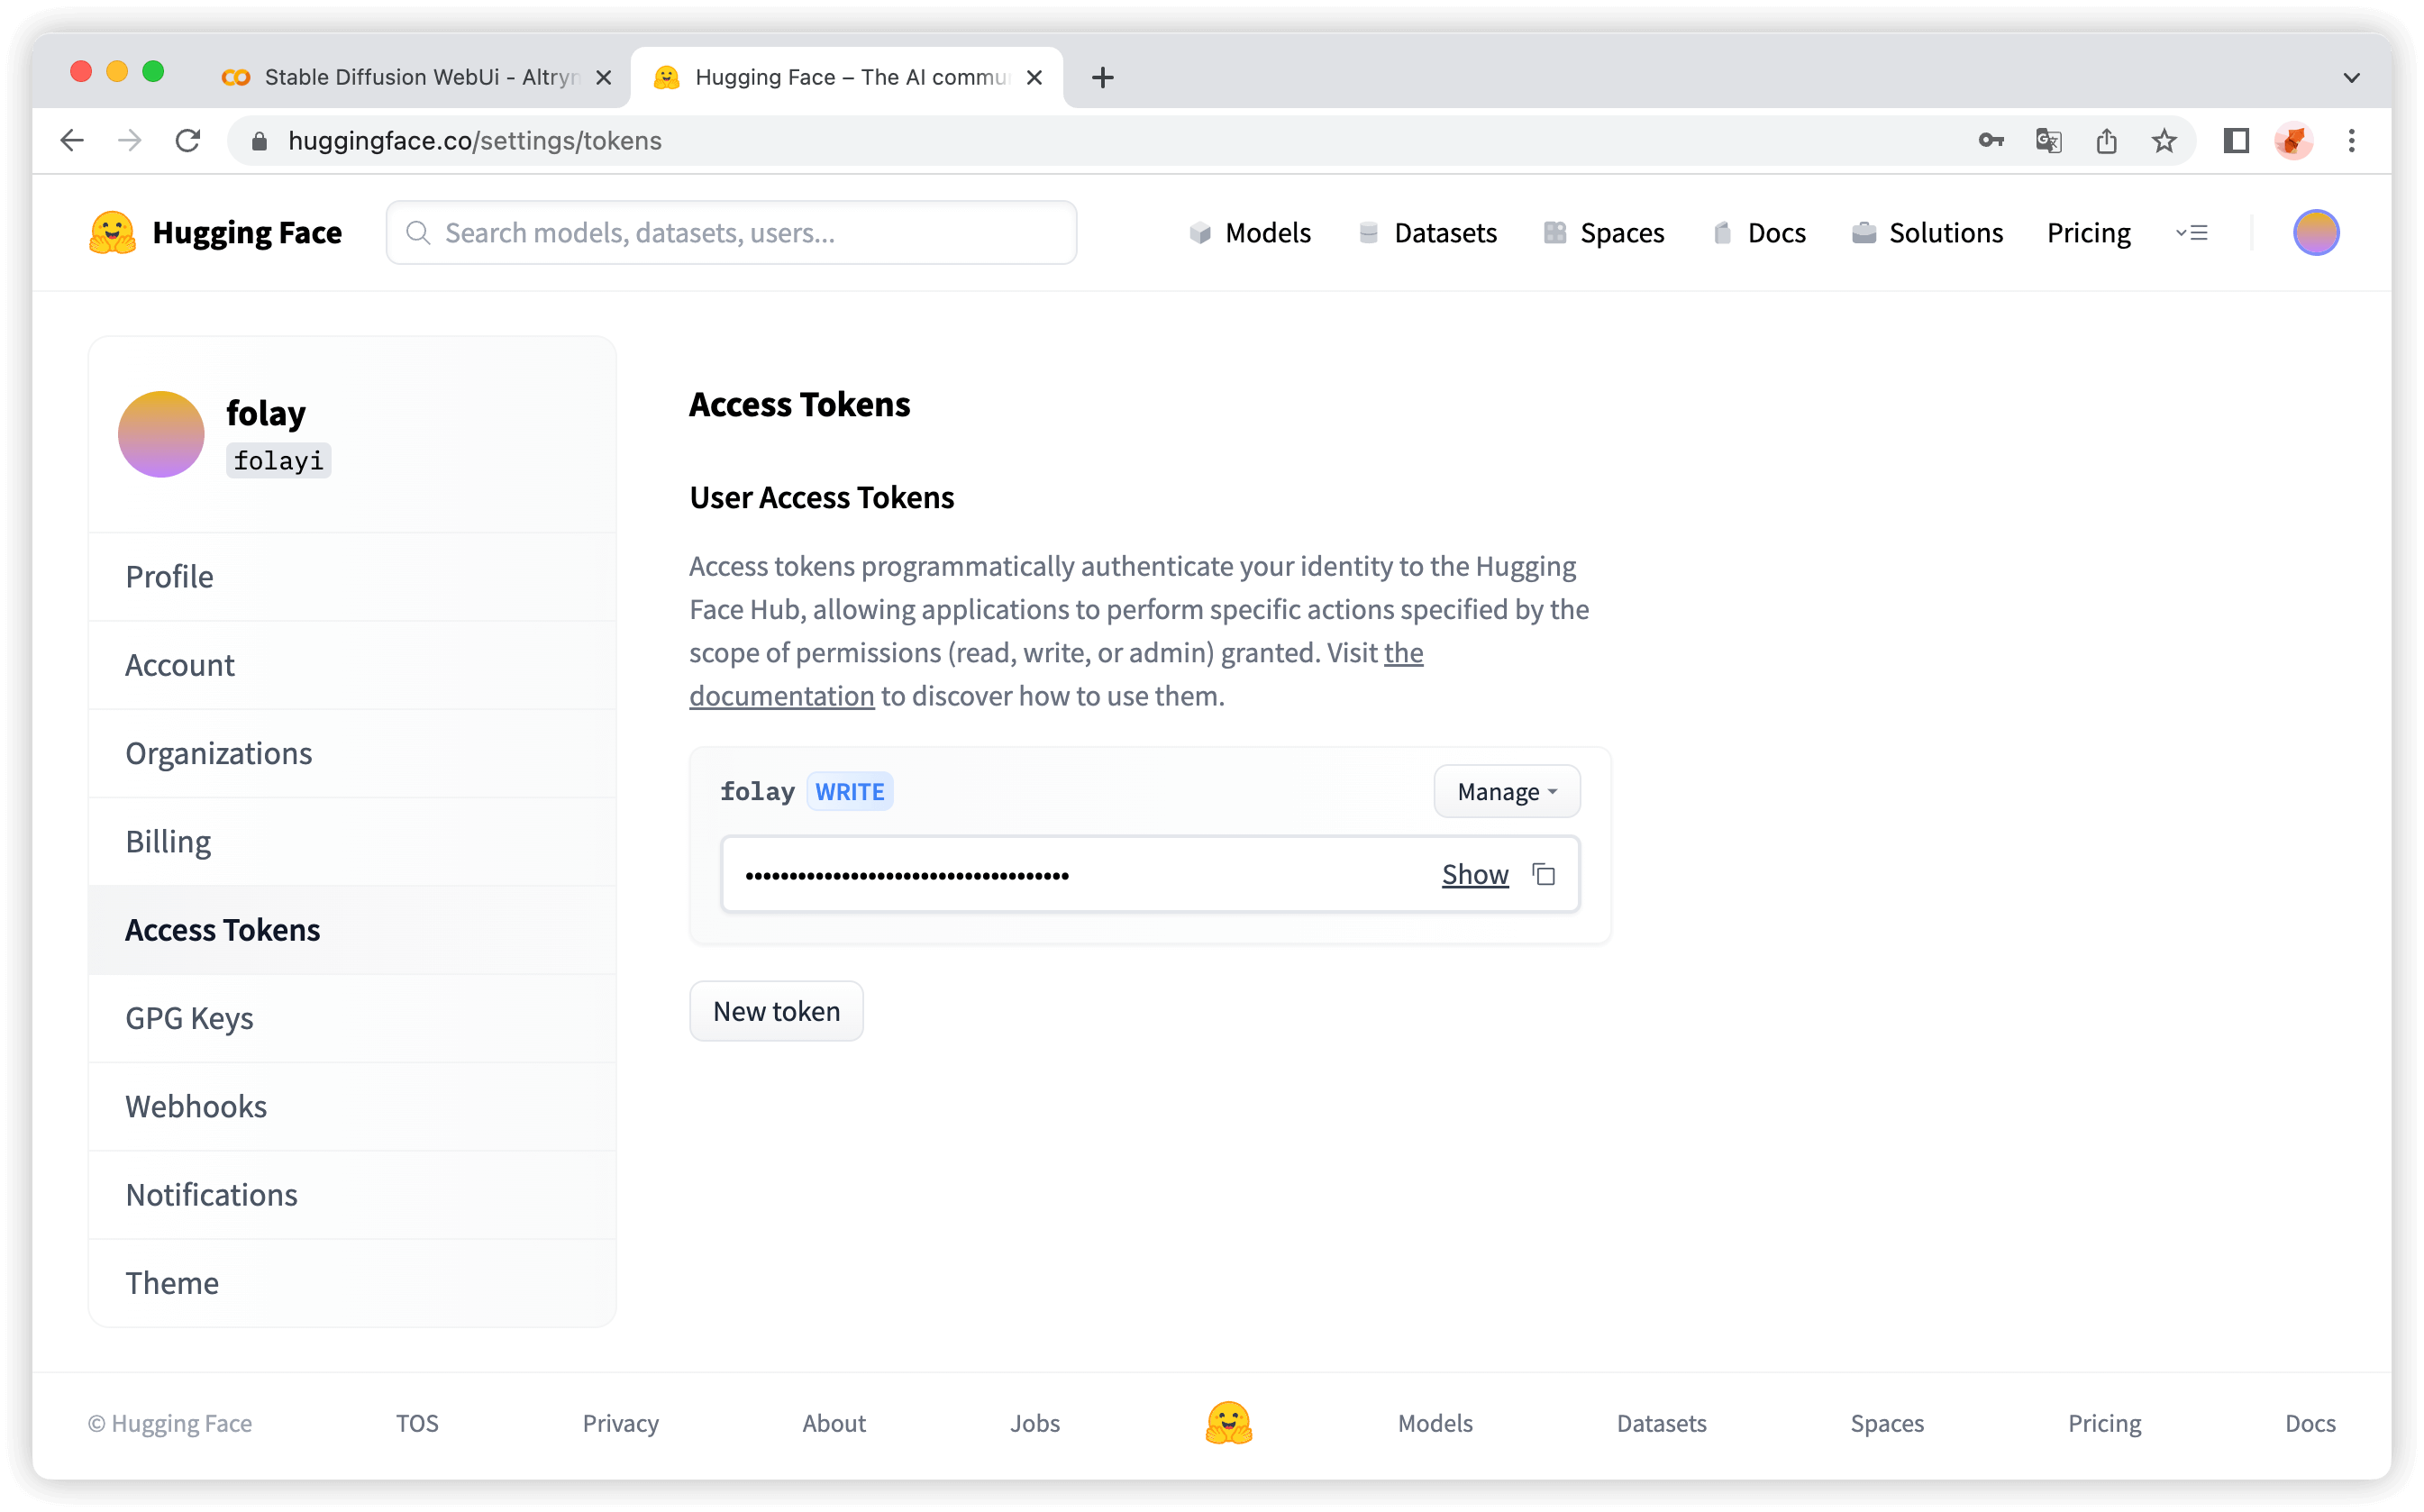 Stable Diffusion WebUi - Altryn
Hugging Face – The AI commu
huggingface.co/settings/tokens
Hugging Face
Search models, datasets, users...
Models
Datasets
Spaces
Docs
Solutions
Pricing
folay
folayi
Profile
Account
Organizations
Billing
Access Tokens
GPG Keys
Webhooks
Notifications
Theme
Access Tokens
User Access Tokens
Access tokens programmatically authenticate your identity to the Hugging
Face Hub, allowing applications to perform specific actions specified by the
scope of permissions (read, write, or admin) granted. Visit the
documentation to discover how to use them.
folay WRITE
Manage
Show
New token
© Hugging Face
TOS
Privacy
About
Jobs
Models
Datasets
Spaces
Pricing
Docs